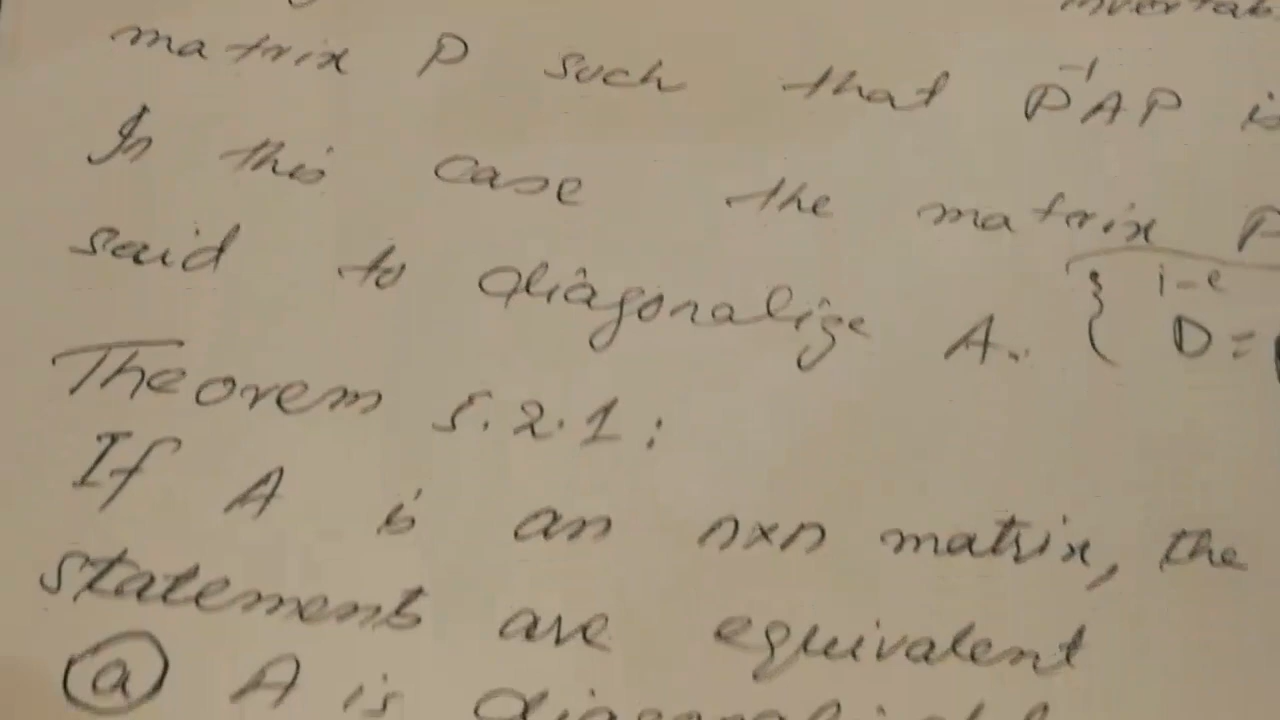 matrix P such that P⁻¹AP is
In this case the matrix P
said to diagonalize A. { i-e
D =
Theorem 5.2.1:
If A is an n×n matrix, the
statements are equivalent
(a) A is